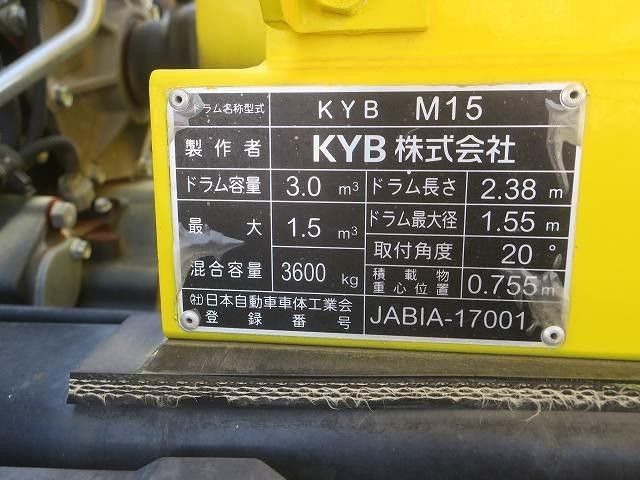 ドラム名称型式 KYB M15
製作者 KYB株式会社
ドラム容量 3.0 m³ ドラム長さ 2.38 m
最大 1.5 m³ ドラム最大径 1.55 m
取付角度 20°
混合容量 3600 kg 積載物重心位置 0.755m
㈳日本自動車車体工業会
登録番号 JABIA-17001